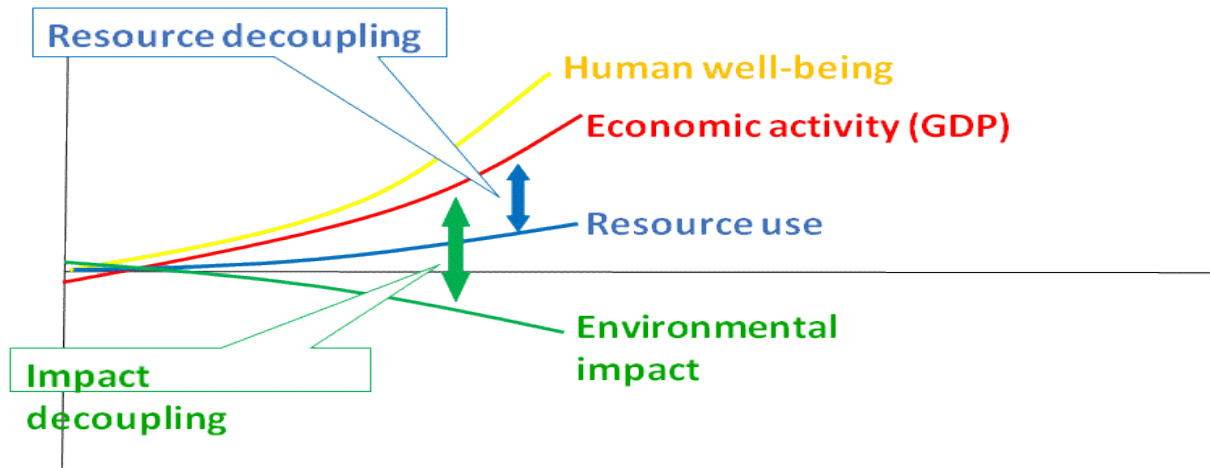 Resource decoupling
Human well-being
Economic activity (GDP)
Resource use
Environmental
impact
Impact
decoupling